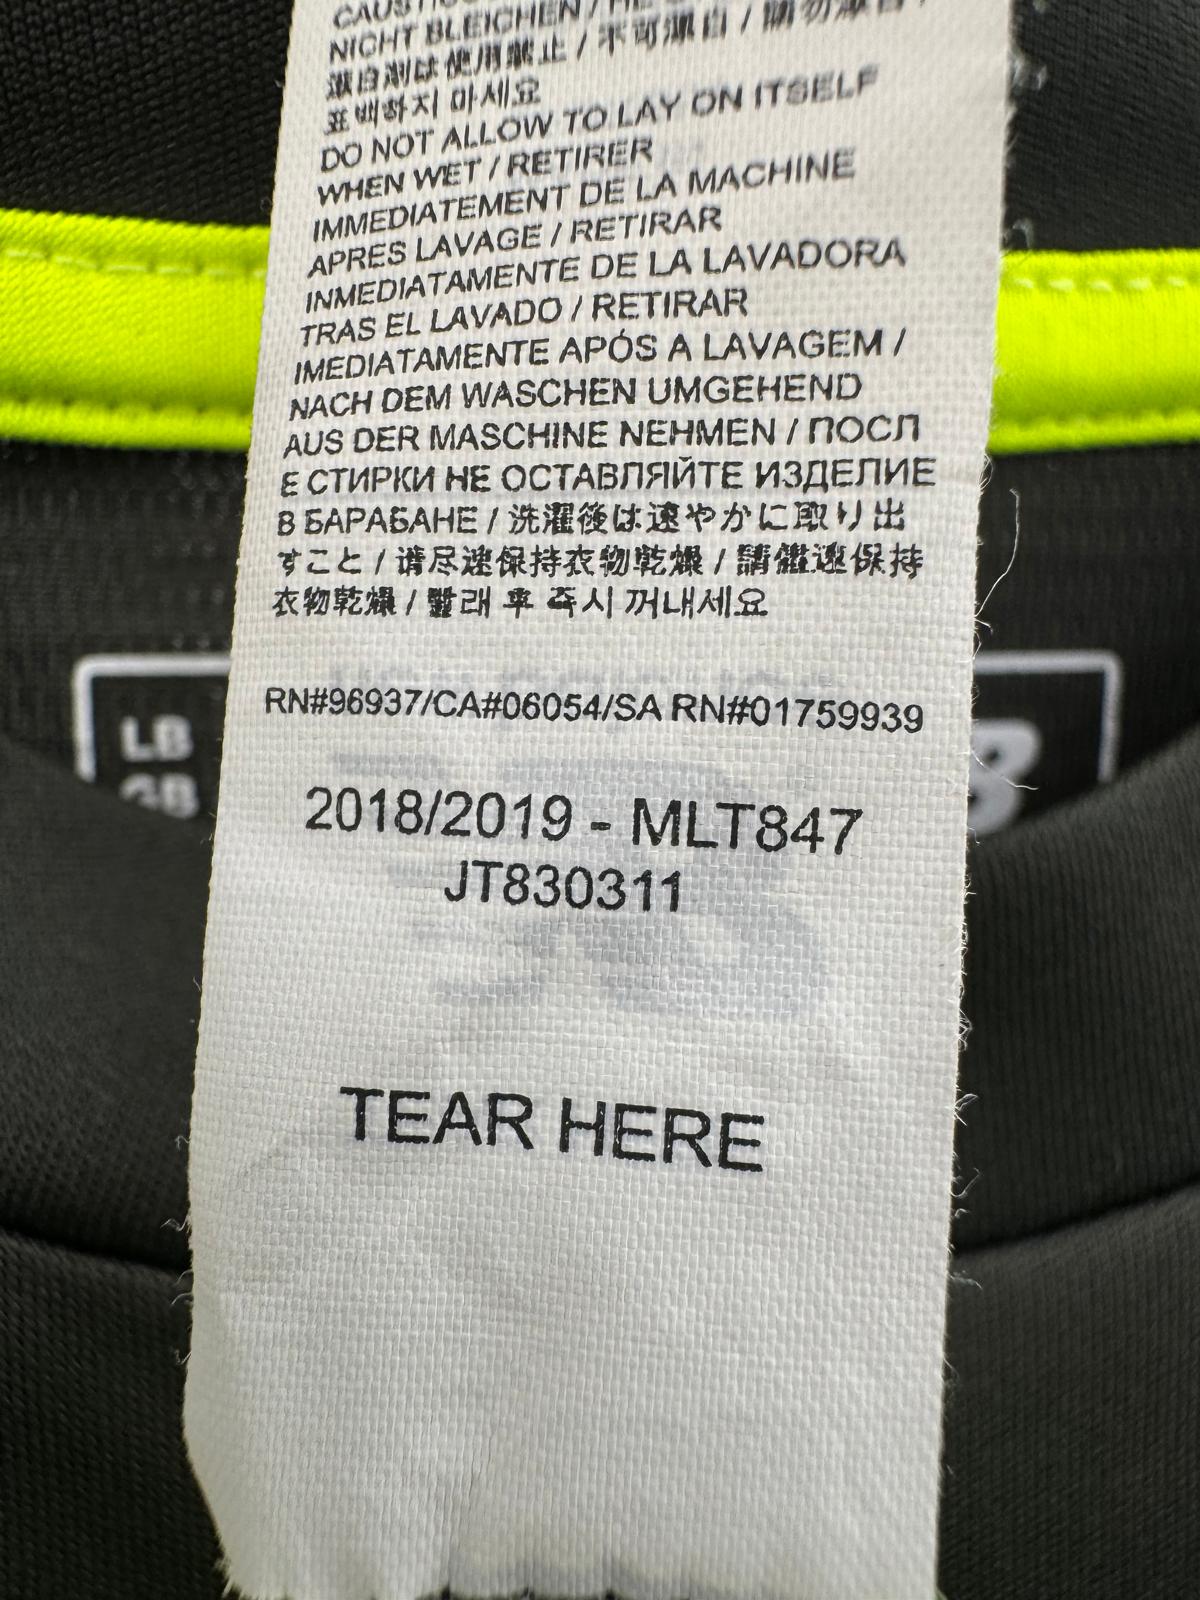 NICHT BLEICHEN /
漂白剤は使用禁止 / 不可漂白 / 請勿漂白 /
표백하지 마세요
DO NOT ALLOW TO LAY ON ITSELF
WHEN WET / RETIRER
IMMEDIATEMENT DE LA MACHINE
APRES LAVAGE / RETIRAR
INMEDIATAMENTE DE LA LAVADORA
TRAS EL LAVADO / RETIRAR
IMEDIATAMENTE APÓS A LAVAGEM /
NACH DEM WASCHEN UMGEHEND
AUS DER MASCHINE NEHMEN / ПОСЛ
Е СТИРКИ НЕ ОСТАВЛЯЙТЕ ИЗДЕЛИЕ
В БАРАБАНЕ / 洗濯後は速やかに取り出
すこと / 请尽速保持衣物乾燥 / 請儘速保持
衣物乾燥 / 빨래 후 즉시 꺼내세요
RN#96937/CA#06054/SA RN#01759939
LB
GB
2018/2019 - MLT847
JT830311
TEAR HERE